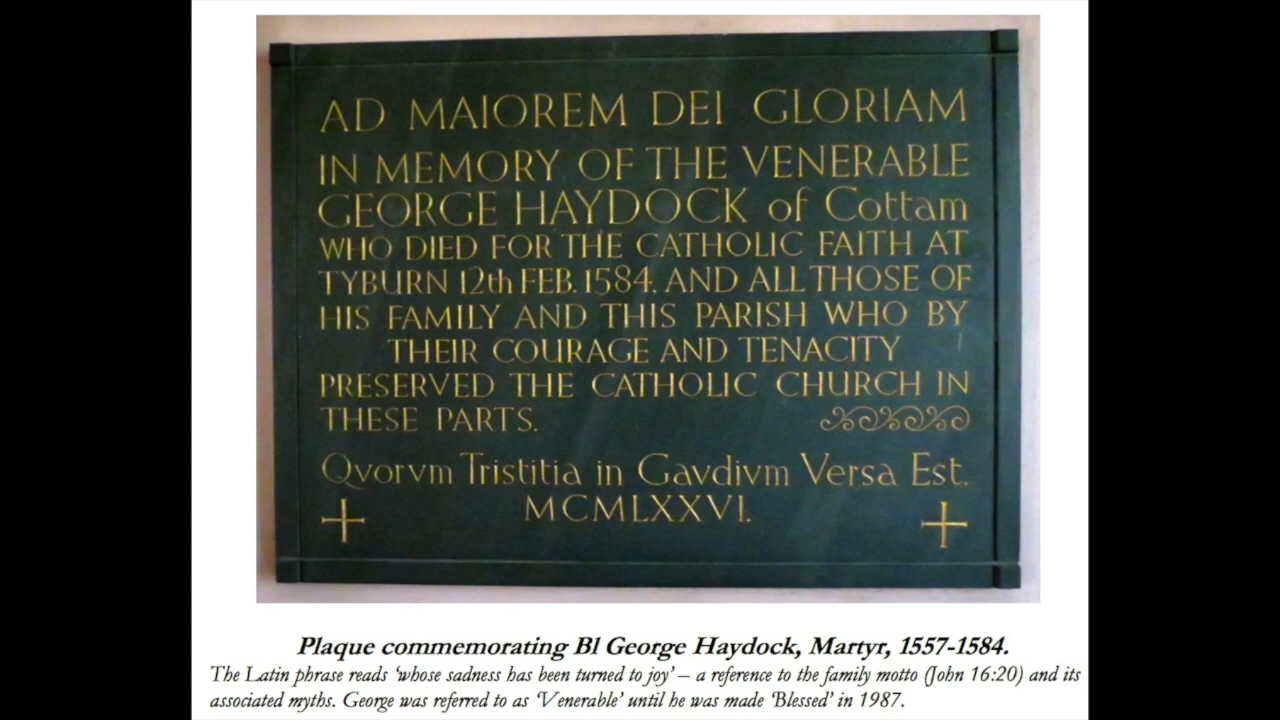 AD MAIOREM DEI GLORIAM
IN MEMORY OF THE VENERABLE
GEORGE HAYDOCK of Cottam
WHO DIED FOR THE CATHOLIC FAITH AT
TYBURN 12th FEB. 1584. AND ALL THOSE OF
HIS FAMILY AND THIS PARISH WHO BY
THEIR COURAGE AND TENACITY
PRESERVED THE CATHOLIC CHURCH IN
THESE PARTS.
Qvorvm Tristitia in Gavdivm Versa Est.
MCMLXXVI.
Plaque commemorating Bl George Haydock, Martyr, 1557-1584.
The Latin phrase reads ‘whose sadness has been turned to joy’ – a reference to the family motto (John 16:20) and its
associated myths. George was referred to as ‘Venerable’ until he was made ‘Blessed’ in 1987.